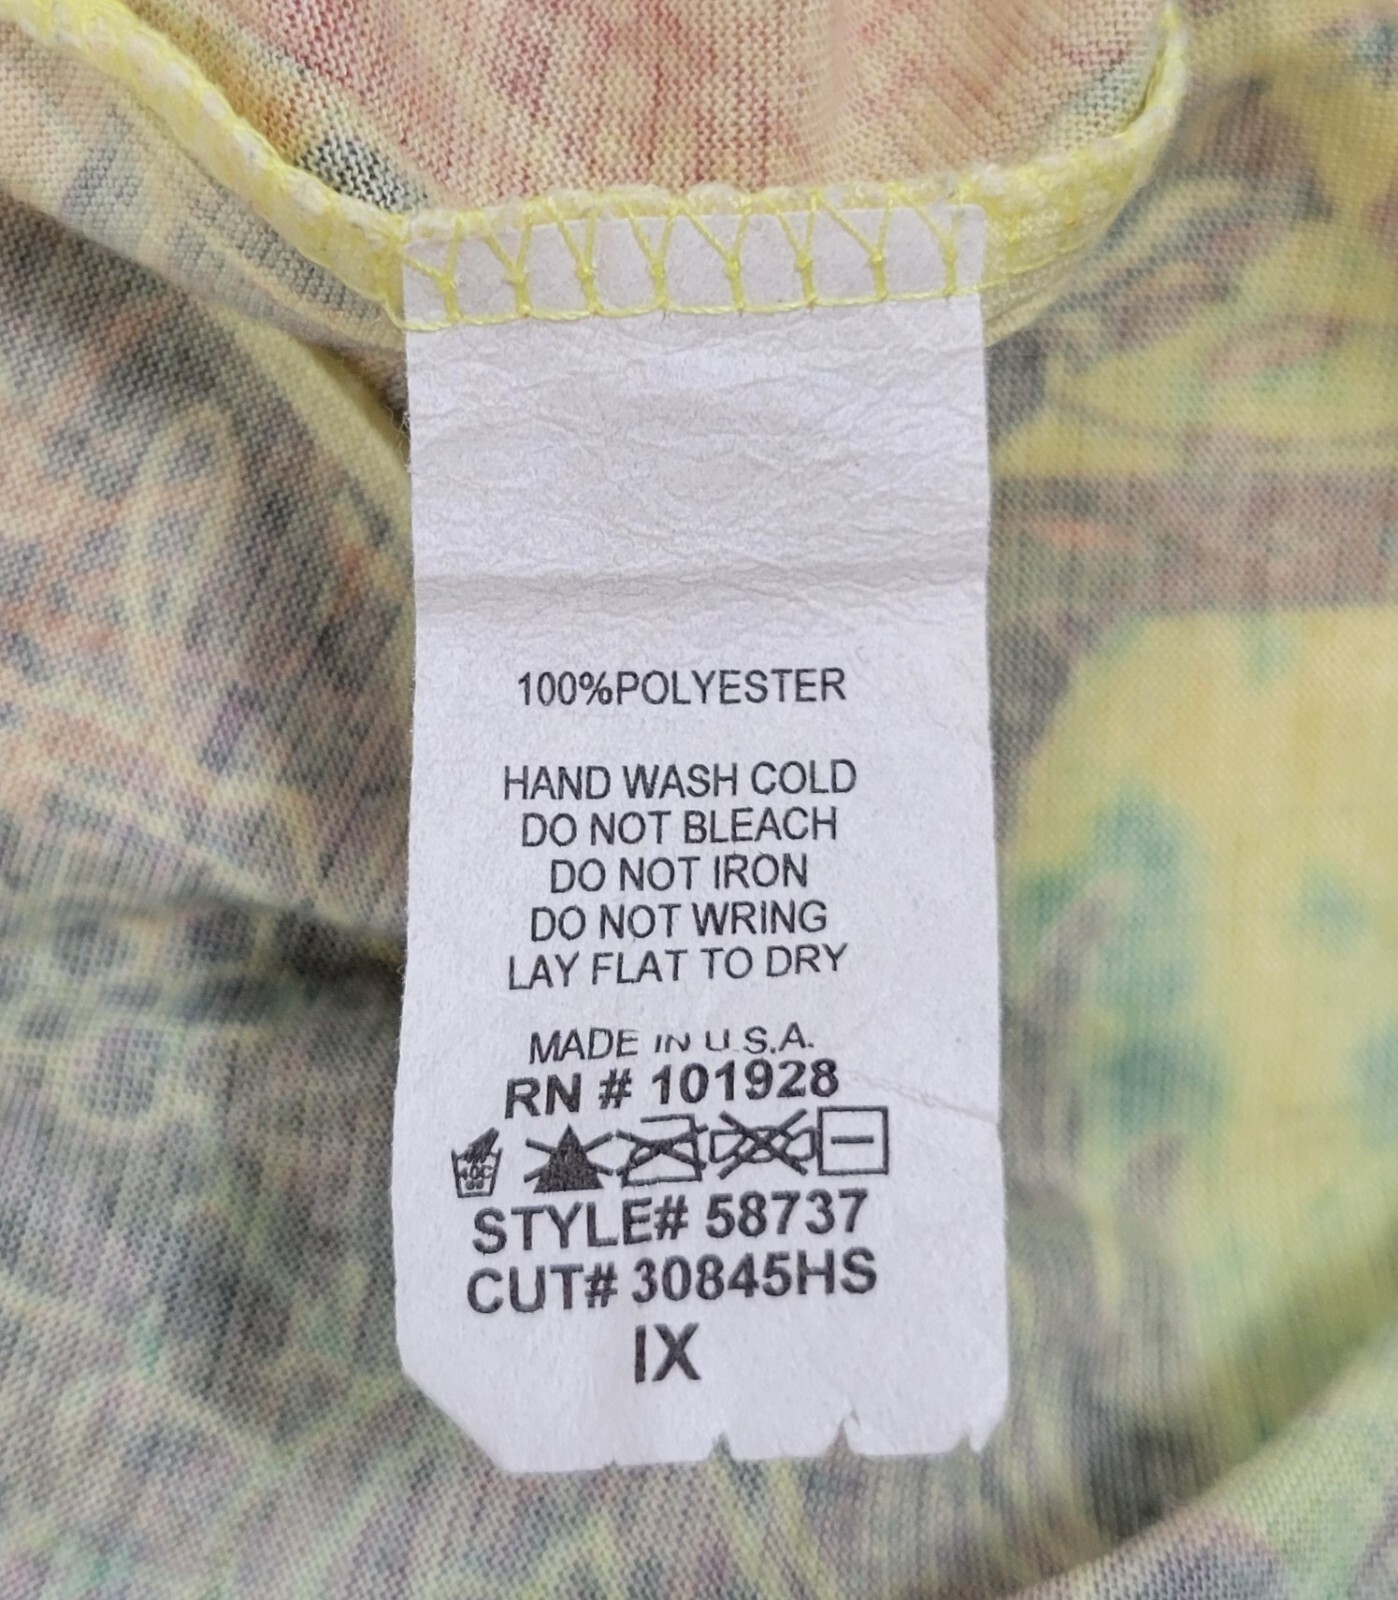 100%POLYESTER
HAND WASH COLD
DO NOT BLEACH
DO NOT IRON
DO NOT WRING
LAY FLAT TO DRY
MADE IN U.S.A.
RN # 101928
STYLE# 58737
CUT# 30845HS
IX